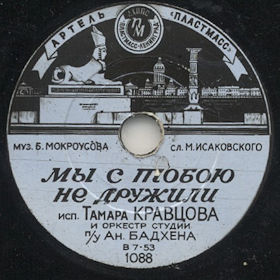 АРТЕЛЬ "ПЛАСТМАСС"
ПМ
МУЗ. Б. МОКРОУСОВА СЛ. М. ИСАКОВСКОГО
МЫ С ТОБОЮ
НЕ ДРУЖИЛИ
ИСП. ТАМАРА КРАВЦОВА
И ОРКЕСТР СТУДИИ
П/У АН. БАДХЕНА
В 7-53
1088